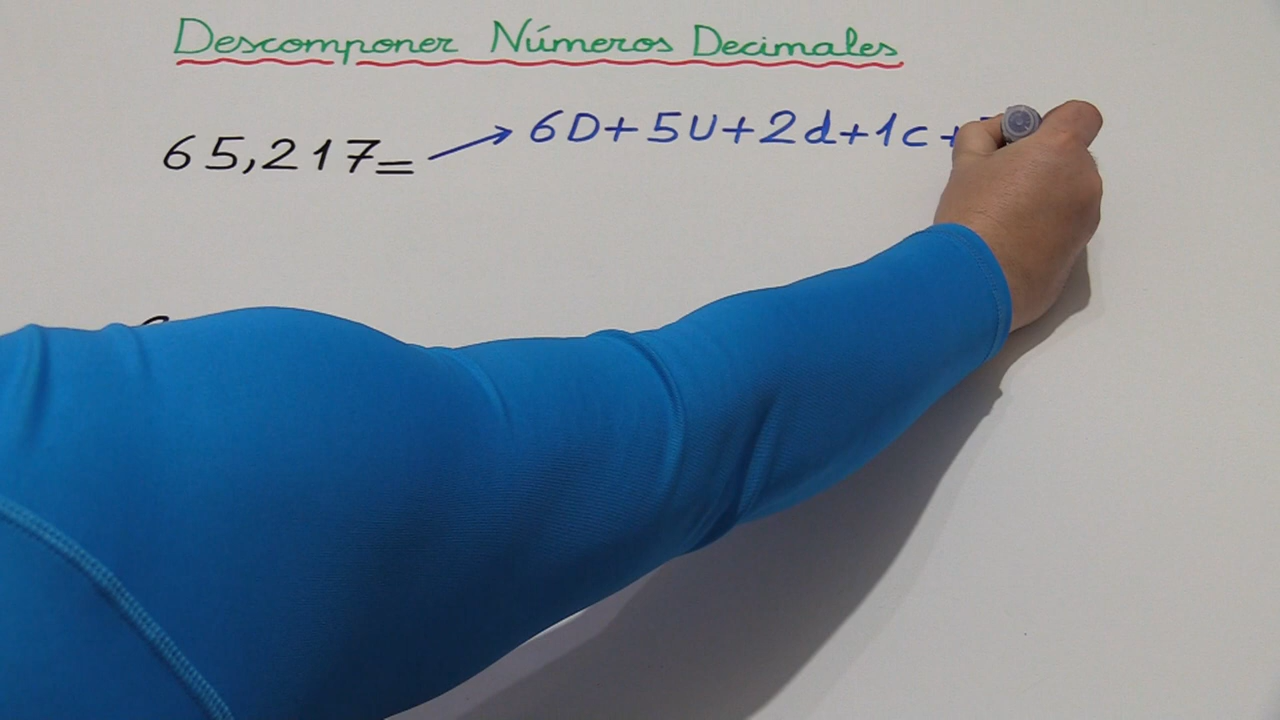 Descomponer Números Decimales
65,217= → 6D+5U+2d+1c+